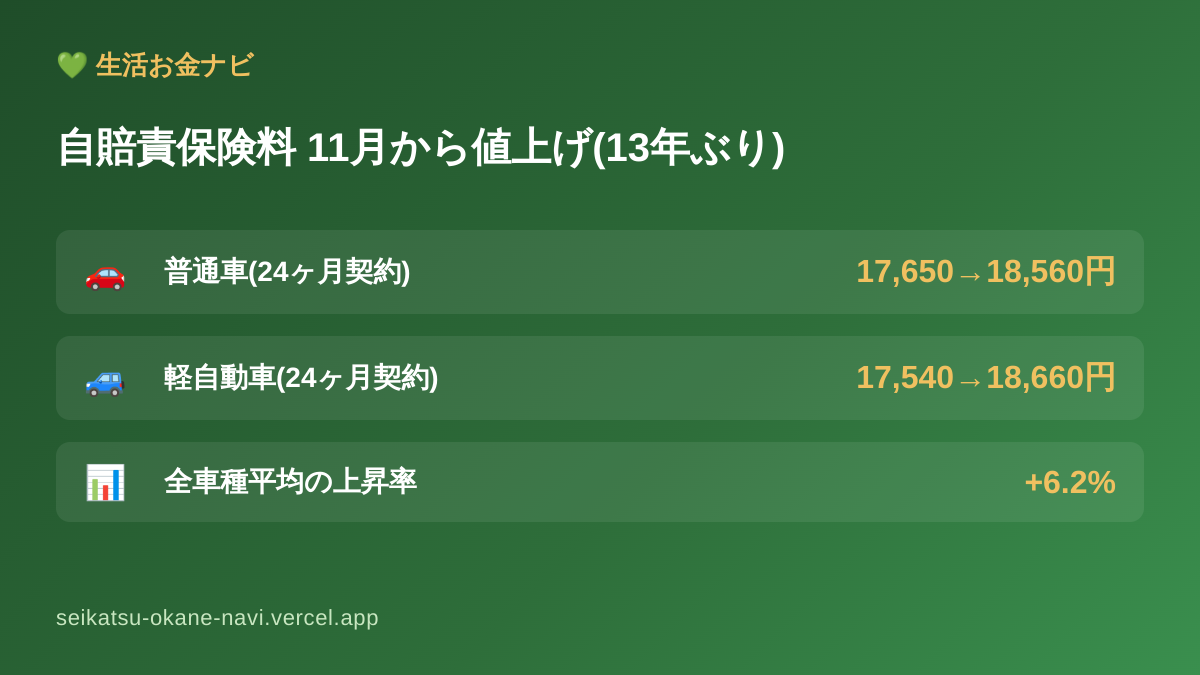 💚 生活お金ナビ
自賠責保険料 11月から値上げ(13年ぶり)
普通車(24ヶ月契約) 17,650→18,560円
軽自動車(24ヶ月契約) 17,540→18,660円
全車種平均の上昇率 +6.2%
seikatsu-okane-navi.vercel.app